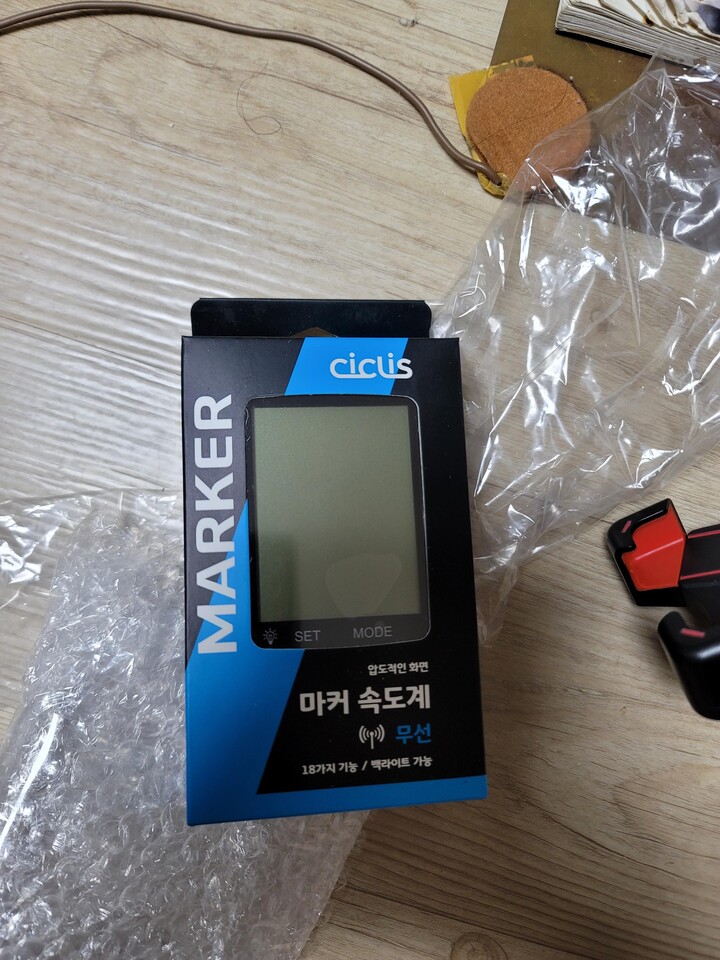 ciclis
MARKER
SET MODE
압도적인 화면
마커 속도계
무선
18가지 기능 / 백라이트 가능